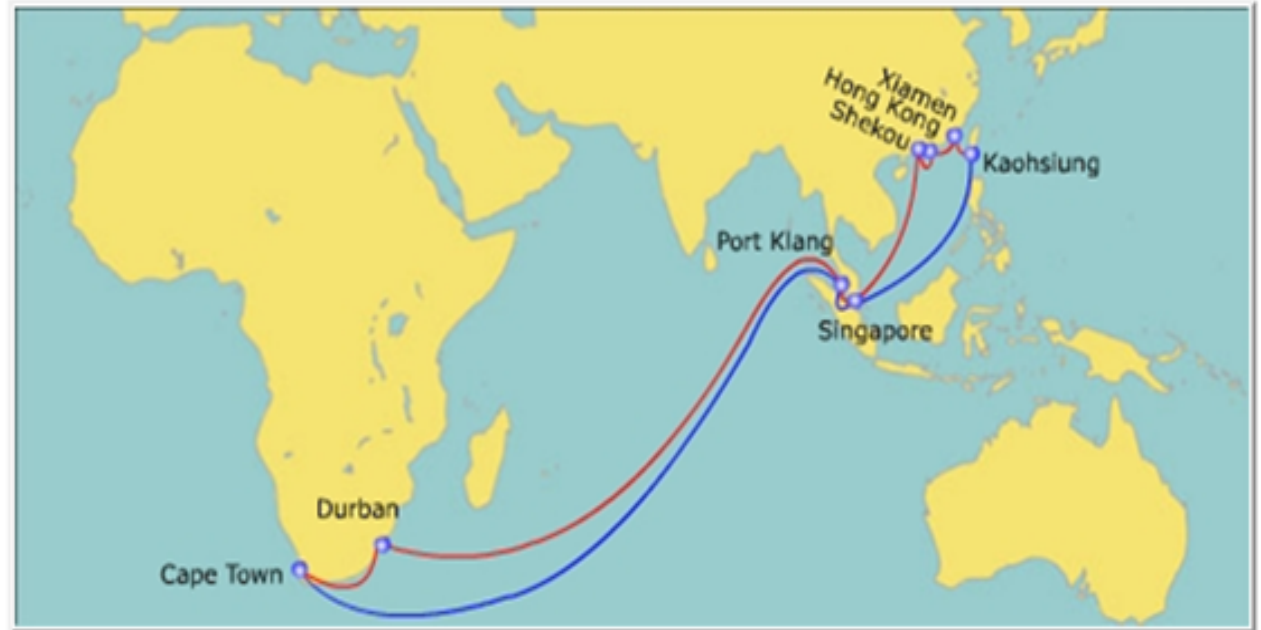 Xiamen
Hong Kong
Shekou
Kaohsiung
Port Klang
Singapore
Durban
Cape Town